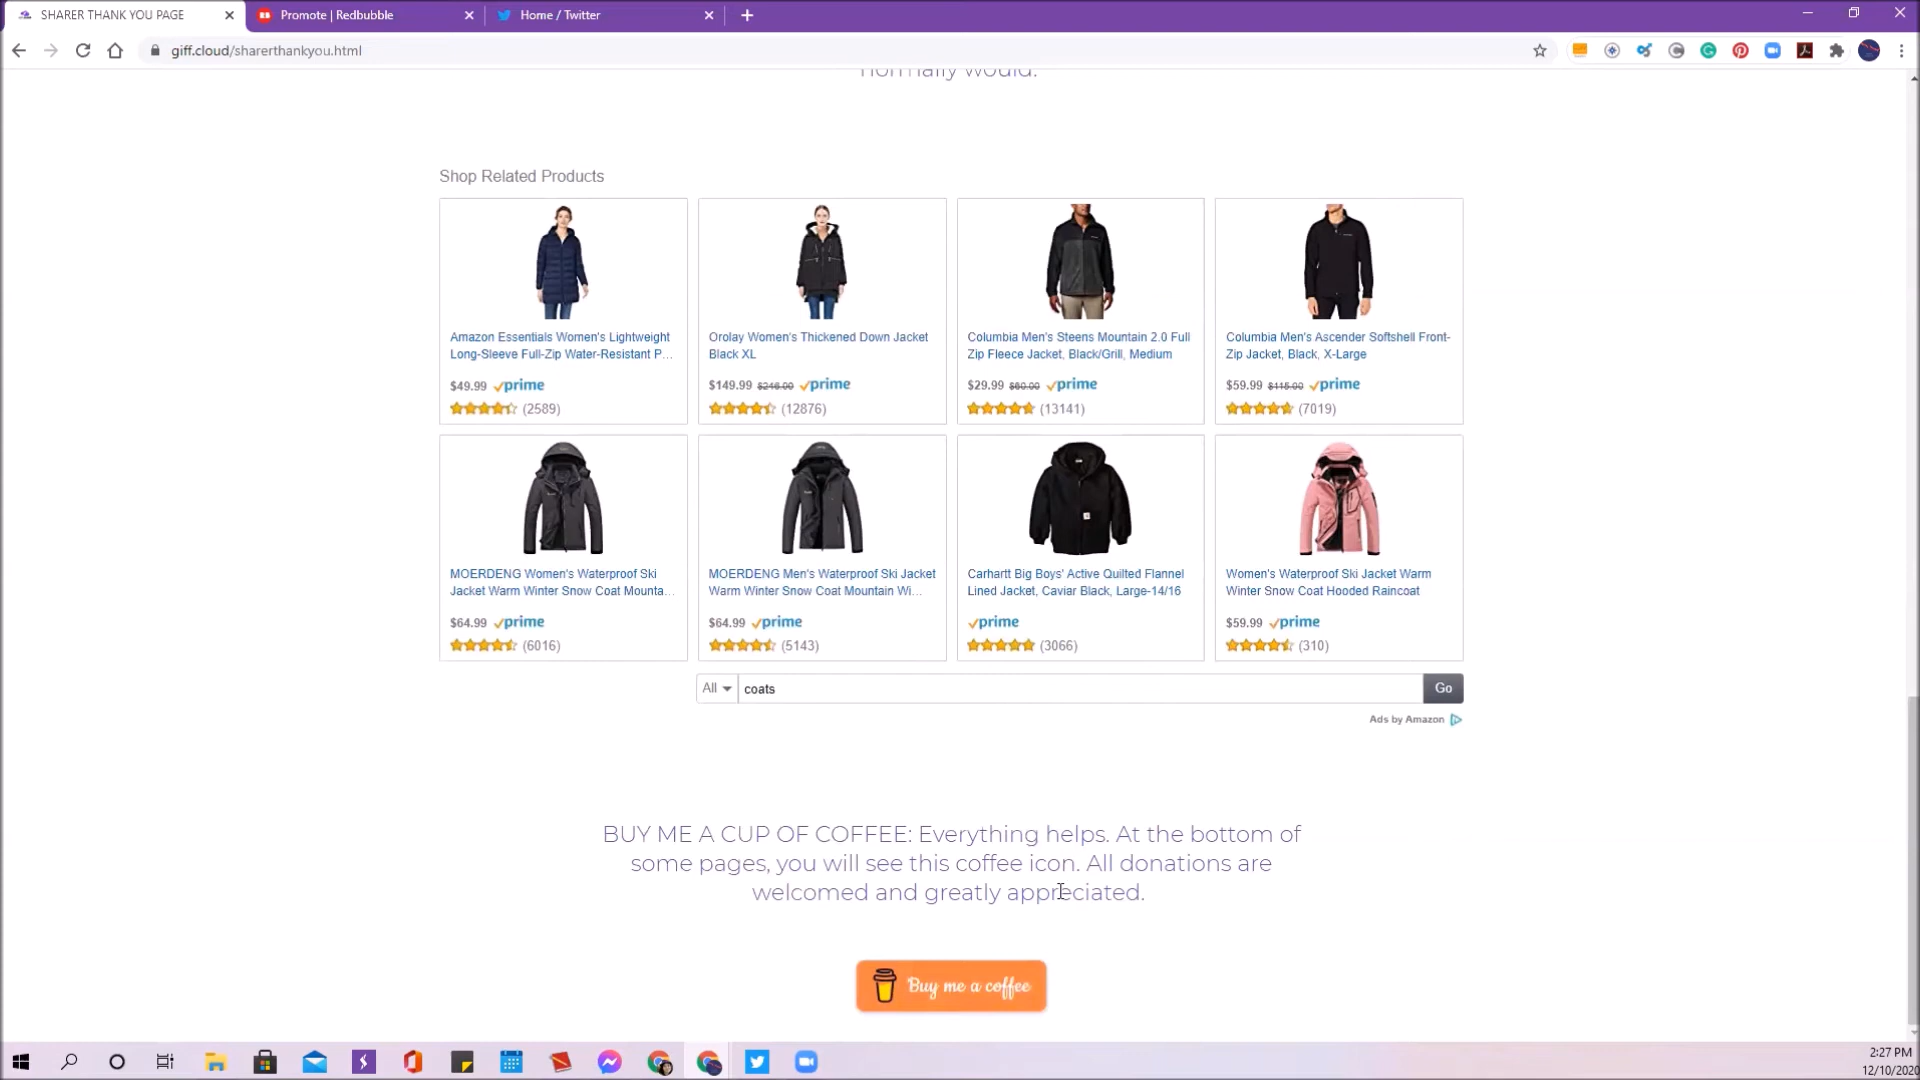 SHARER THANK YOU PAGE
Promote | Redbubble
Home / Twitter
giff.cloud/sharerthankyou.html
normally would.
Shop Related Products
Amazon Essentials Women's Lightweight
Long-Sleeve Full-Zip Water-Resistant P...
$49.99 prime
(2589)
Orolay Women's Thickened Down Jacket
Black XL
$149.99 $246.00 prime
(12876)
Columbia Men's Steens Mountain 2.0 Full
Zip Fleece Jacket, Black/Grill, Medium
$29.99 $60.00 prime
(13141)
Columbia Men's Ascender Softshell Front-
Zip Jacket, Black, X-Large
$59.99 $115.00 prime
(7019)
MOERDENG Women's Waterproof Ski
Jacket Warm Winter Snow Coat Mounta...
$64.99 prime
(6016)
MOERDENG Men's Waterproof Ski Jacket
Warm Winter Snow Coat Mountain Wi...
$64.99 prime
(5143)
Carhartt Big Boys' Active Quilted Flannel
Lined Jacket, Caviar Black, Large-14/16
prime
(3066)
Women's Waterproof Ski Jacket Warm
Winter Snow Coat Hooded Raincoat
$59.99 prime
(310)
All coats Go
Ads by Amazon
BUY ME A CUP OF COFFEE: Everything helps. At the bottom of
some pages, you will see this coffee icon. All donations are
welcomed and greatly appreciated.
Buy me a coffee
2:27 PM
12/10/2020